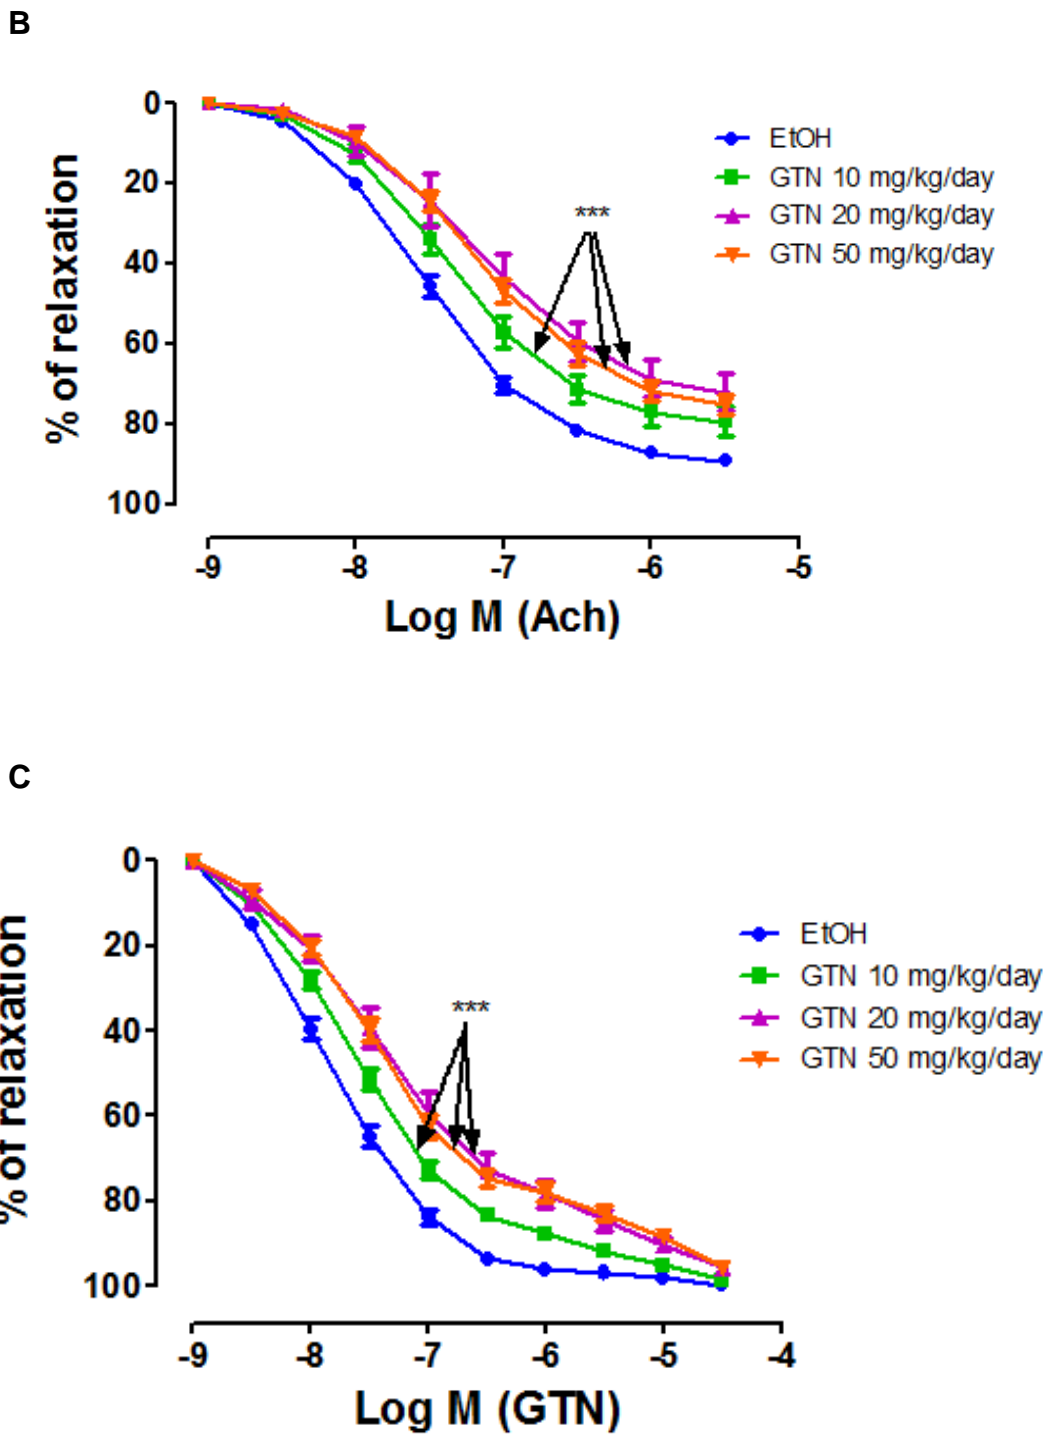 B
0
20
40
60
80
100
% of relaxation
***
EtOH
GTN 10 mg/kg/day
GTN 20 mg/kg/day
GTN 50 mg/kg/day
-9 -8 -7 -6 -5
Log M (Ach)
C
0
20
40
60
80
100
% of relaxation
***
EtOH
GTN 10 mg/kg/day
GTN 20 mg/kg/day
GTN 50 mg/kg/day
-9 -8 -7 -6 -5 -4
Log M (GTN)